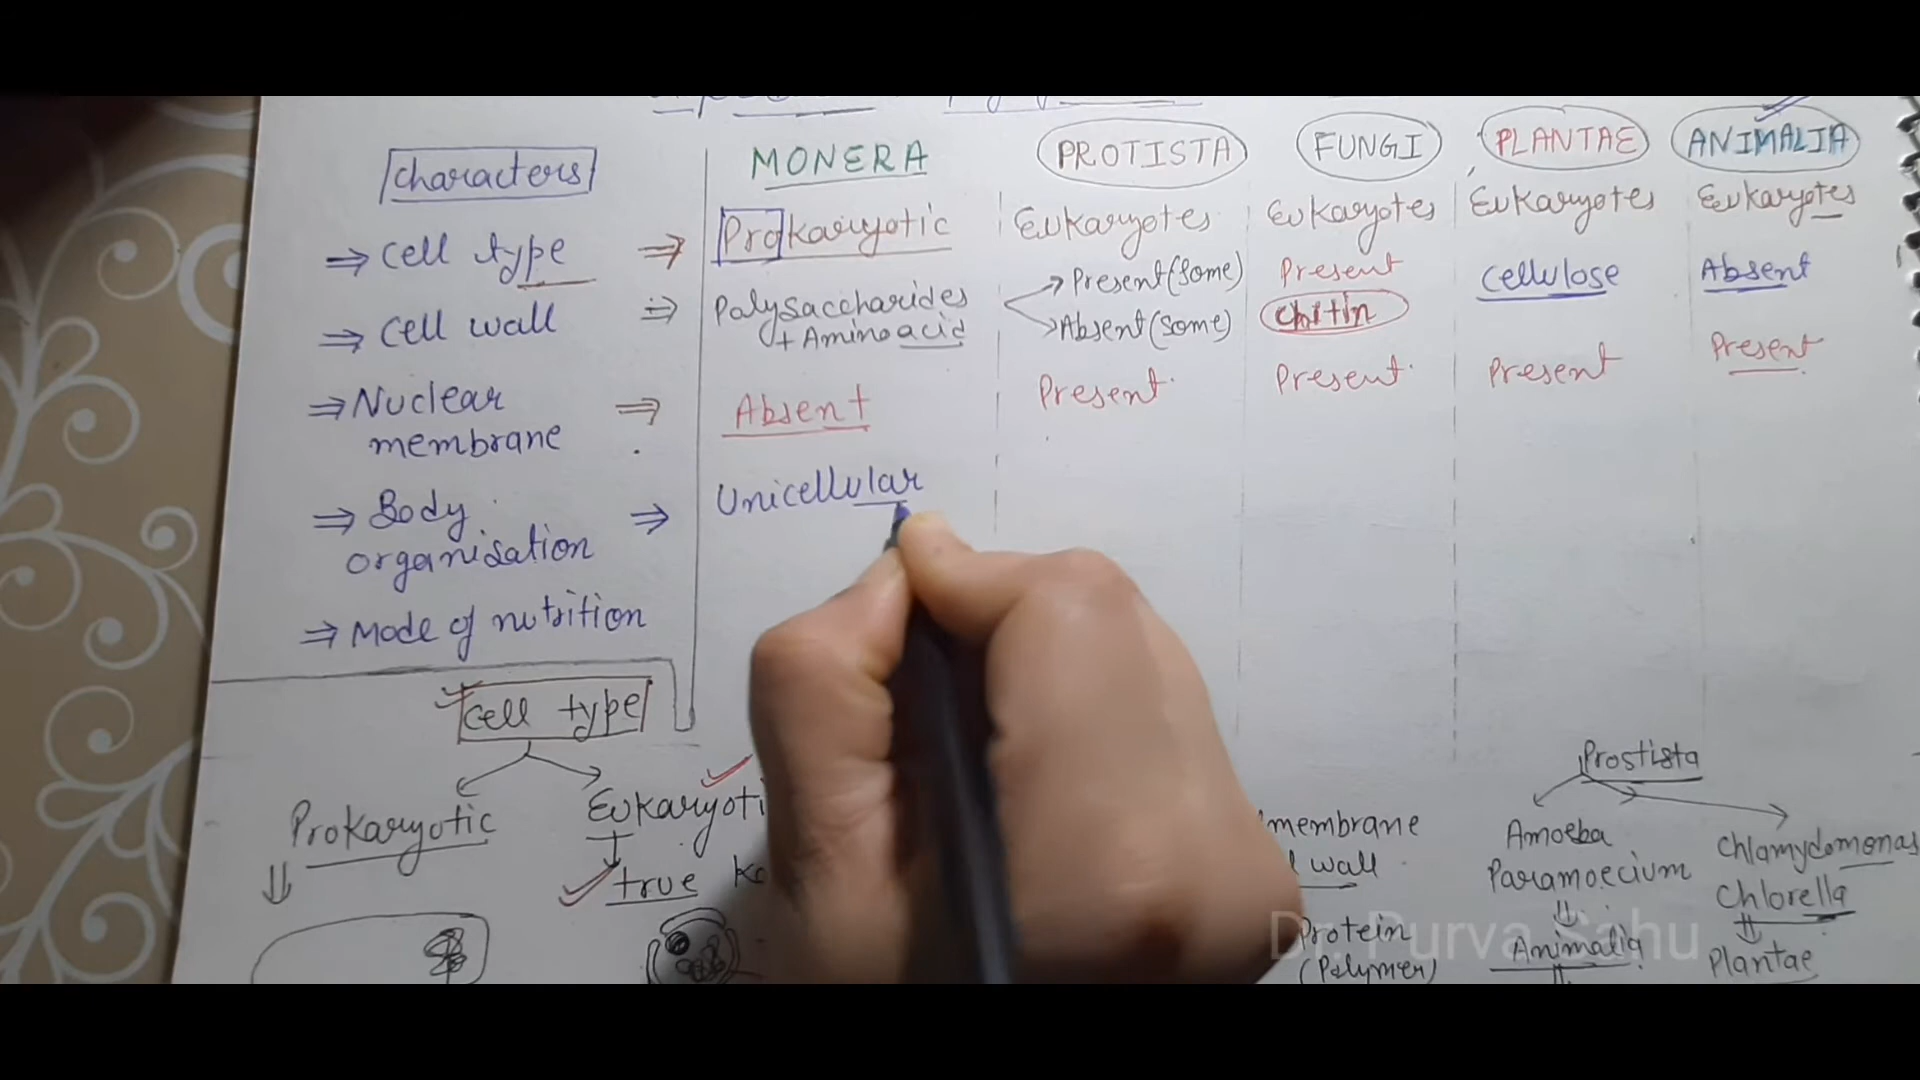 characters
MONERA
PROTISTA
FUNGI
PLANTAE
ANIMALIA
⇒ cell type ⇒
Prokaryotic
Eukaryotes
Eukaryotes
Eukaryotes
Eukaryotes
⇒ cell wall ⇒
Polysaccharides
+ Amino acid
Present (some)
Absent (some)
Present
Chitin
cellulose
Absent
⇒ Nuclear
membrane ⇒
Absent
Present
Present
Present
Present
⇒ Body
organisation ⇒
Unicellular
⇒ Mode of nutrition
cell type
Prokaryotic
Eukaryoti
true
membrane
wall
Protein
(Polymer)
Prostista
Amoeba
Paramoecium
Animalia
Chlamydomonas
Chlorella
Plantae
Dr. Purva Sahu